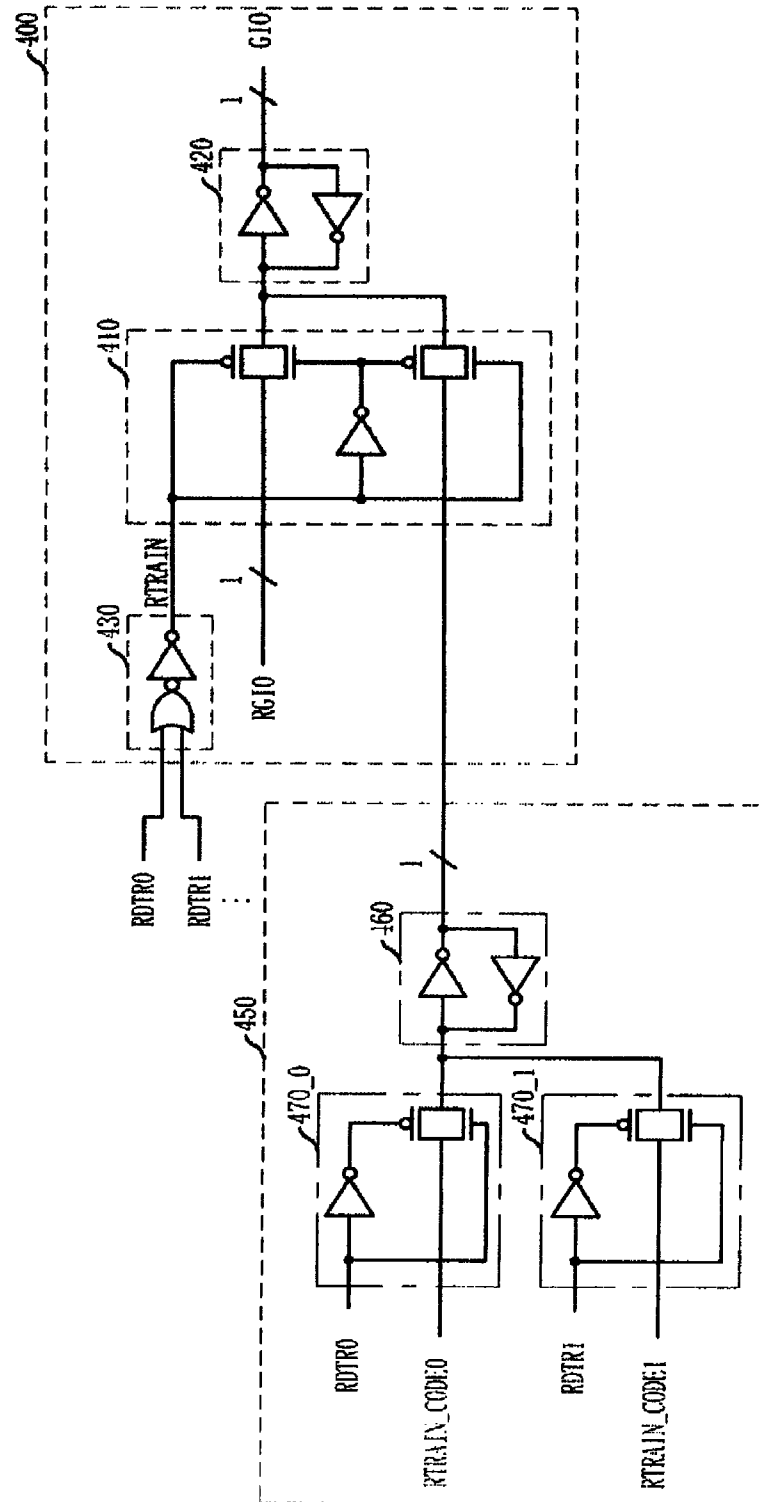 400
430
RDTR0
RDTR1
RTRAIN
RGIO
1
410
420
1
GIO
450
470_0
RDTR0
RTRAIN_CODE0
470_1
RDTR1
RTRAIN_CODE1
460
1